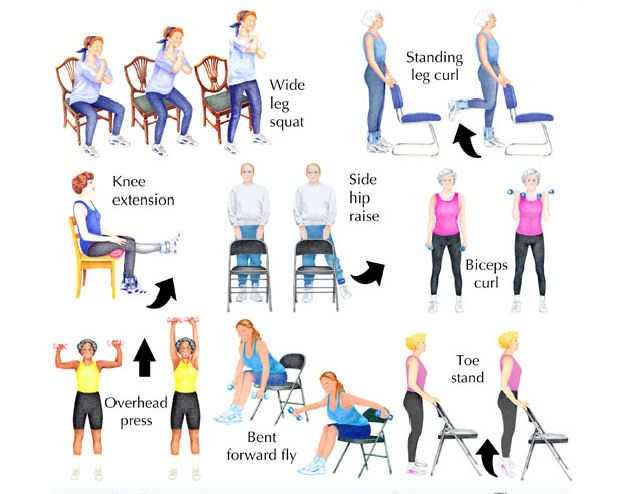 Wide
leg
squat
Standing
leg curl
Knee
extension
Side
hip
raise
Biceps
curl
Overhead
press
Bent
forward fly
Toe
stand